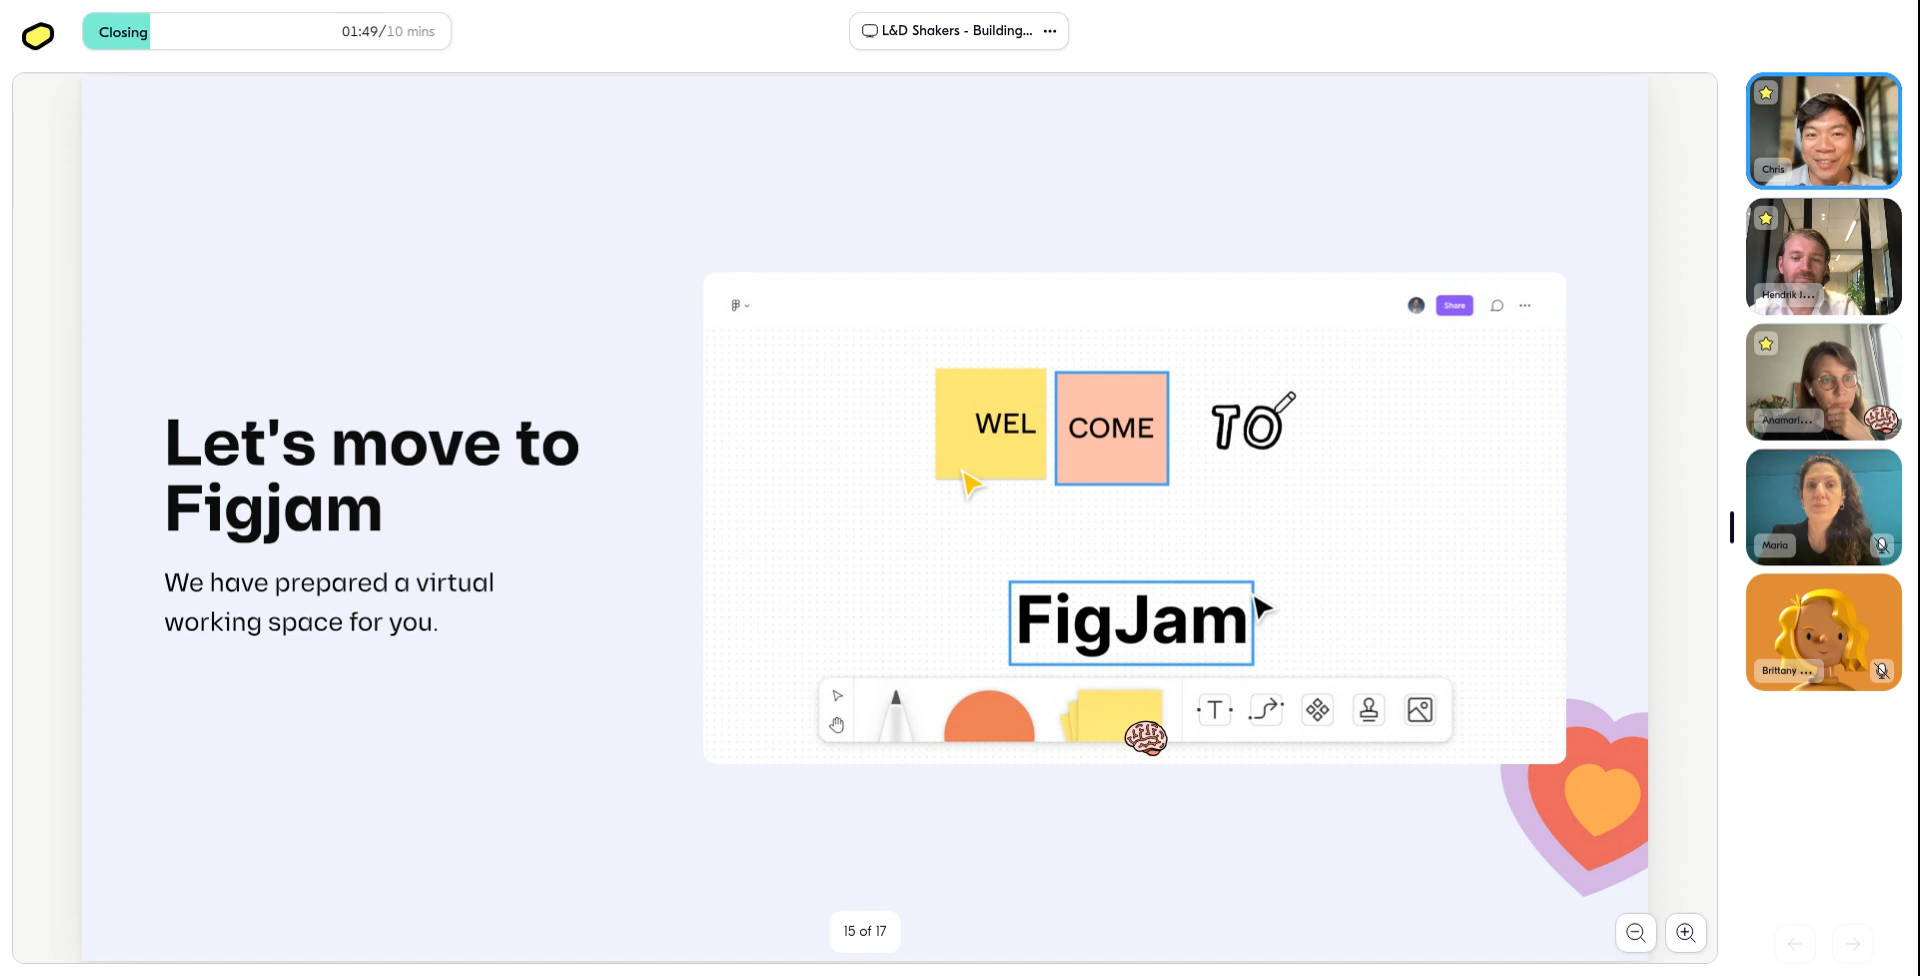 Closing
01:49/10 mins
L&D Shakers - Building...
Let's move to
Figjam
We have prepared a virtual
working space for you.
Share
WEL
COME
TO
FigJam
T
15 of 17
Chris
Hendrik J...
Anamari...
Maria
Brittany ...